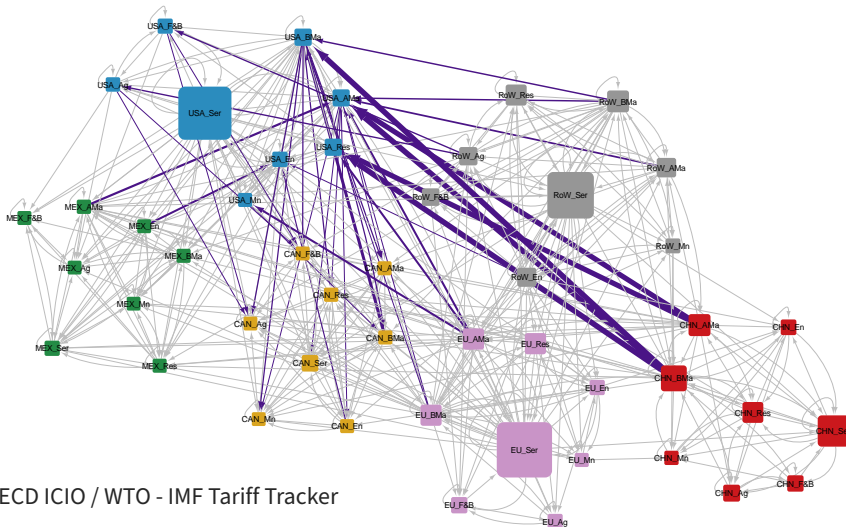 USA_F&B
USA_BMa
USA_Ag
USA_AMa
USA_Ser
USA_Res
USA_En
USA_Mn
RoW_Res
RoW_BMa
RoW_Ag
RoW_AMa
RoW_F&B
RoW_Ser
RoW_Mn
RoW_En
MEX_AMa
MEX_F&B
MEX_En
MEX_BMa
MEX_Ag
MEX_Mn
MEX_Ser
MEX_Res
CAN_F&B
CAN_AMa
CAN_Res
CAN_Ag
CAN_BMa
CAN_Ser
CAN_Mn
CAN_En
EU_AMa
EU_Res
EU_En
EU_BMa
EU_Ser
EU_Mn
EU_F&B
EU_Ag
CHN_AMa
CHN_En
CHN_BMa
CHN_Res
CHN_Se
CHN_Mn
CHN_F&B
CHN_Ag
ECD ICIO / WTO - IMF Tariff Tracker